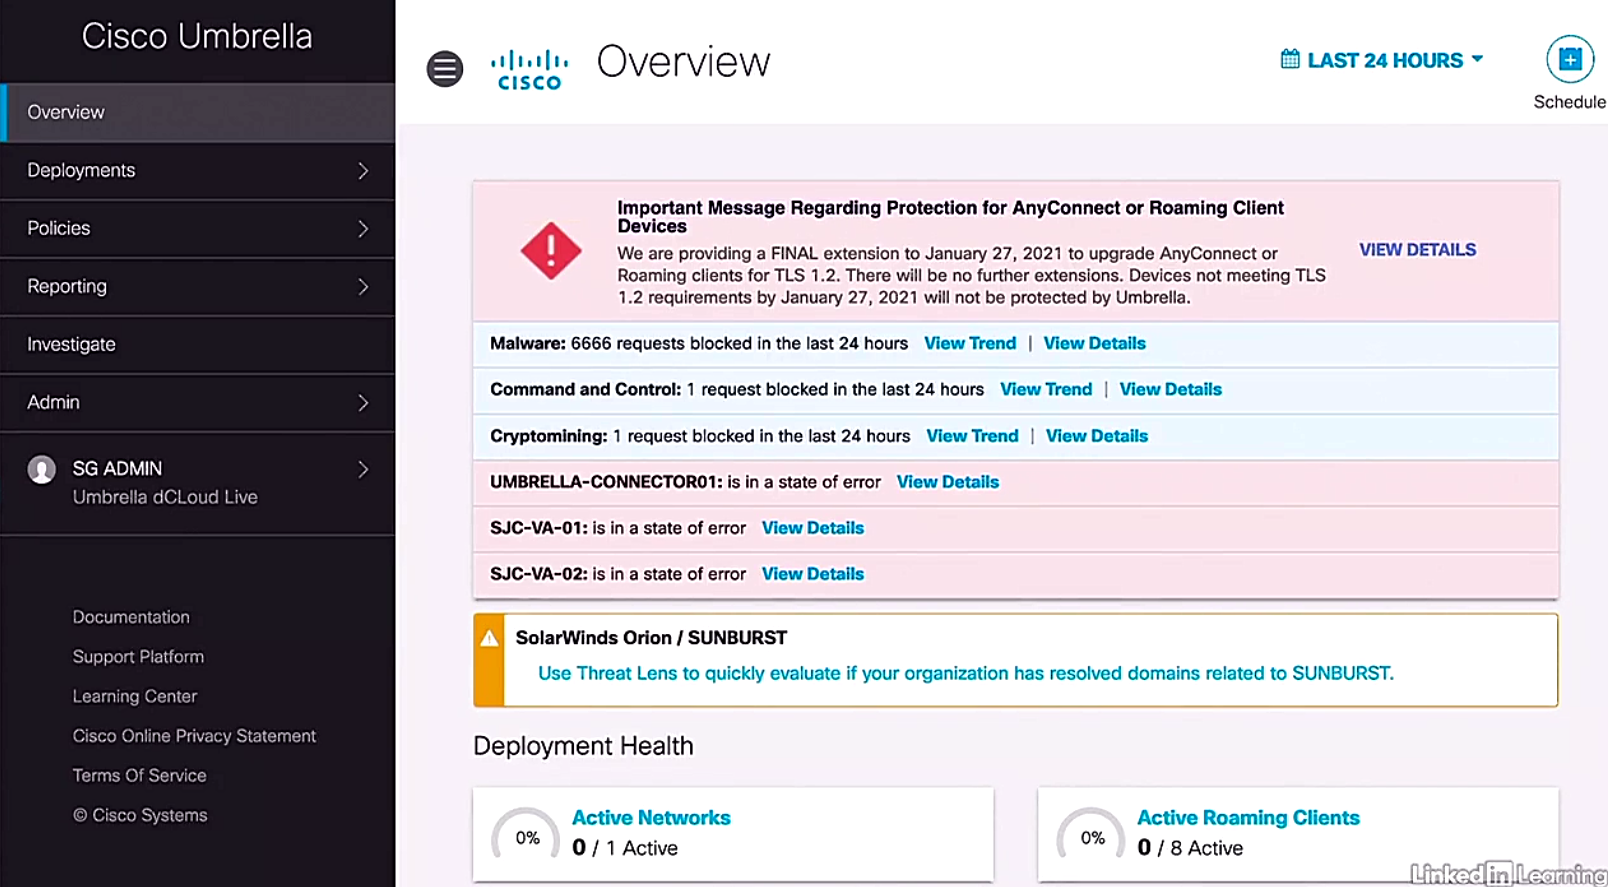 Cisco Umbrella
Overview
Deployments
Policies
Reporting
Investigate
Admin
SG ADMIN
Umbrella dCLoud Live
Documentation
Support Platform
Learning Center
Cisco Online Privacy Statement
Terms Of Service
© Cisco Systems
CISCO
Overview
LAST 24 HOURS
Schedule
Important Message Regarding Protection for AnyConnect or Roaming Client
Devices
We are providing a FINAL extension to January 27, 2021 to upgrade AnyConnect or
Roaming clients for TLS 1.2. There will be no further extensions. Devices not meeting TLS
1.2 requirements by January 27, 2021 will not be protected by Umbrella.
VIEW DETAILS
Malware: 6666 requests blocked in the last 24 hours View Trend | View Details
Command and Control: 1 request blocked in the last 24 hours View Trend | View Details
Cryptomining: 1 request blocked in the last 24 hours View Trend | View Details
UMBRELLA-CONNECTOR01: is in a state of error View Details
SJC-VA-01: is in a state of error View Details
SJC-VA-02: is in a state of error View Details
SolarWinds Orion / SUNBURST
Use Threat Lens to quickly evaluate if your organization has resolved domains related to SUNBURST.
Deployment Health
0%
Active Networks
0 / 1 Active
0%
Active Roaming Clients
0 / 8 Active
Linked in Learning